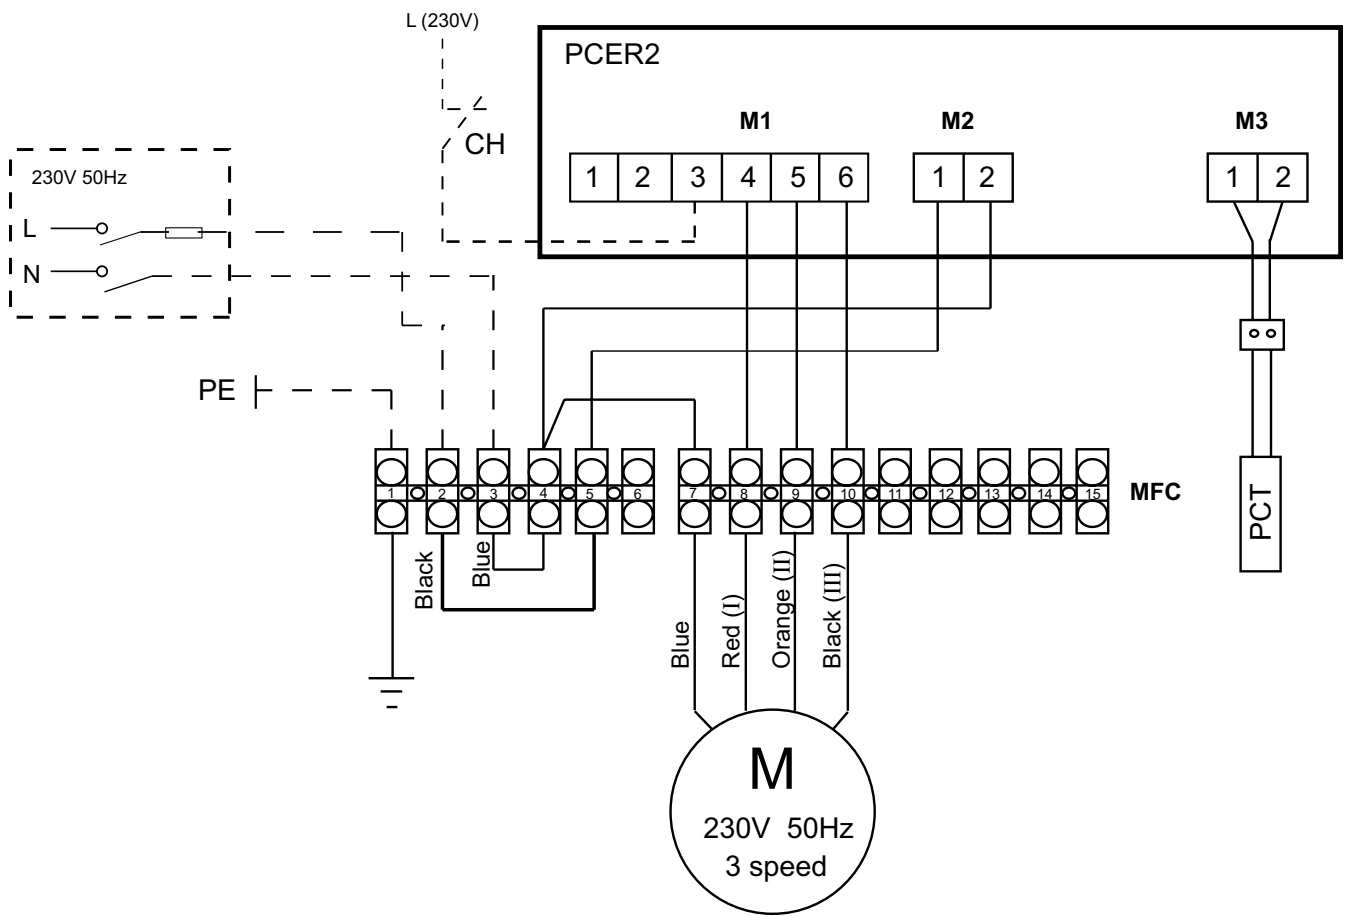 L (230V)
PCER2
M1 M2 M3
CH
1 2 3 4 5 6 1 2 1 2
230V 50Hz
L
N
PE
1 2 3 4 5 6 7 8 9 10 11 12 13 14 15 MFC
PCT
Black
Blue
Blue
Red (I)
Orange (II)
Black (III)
M
230V 50Hz
3 speed